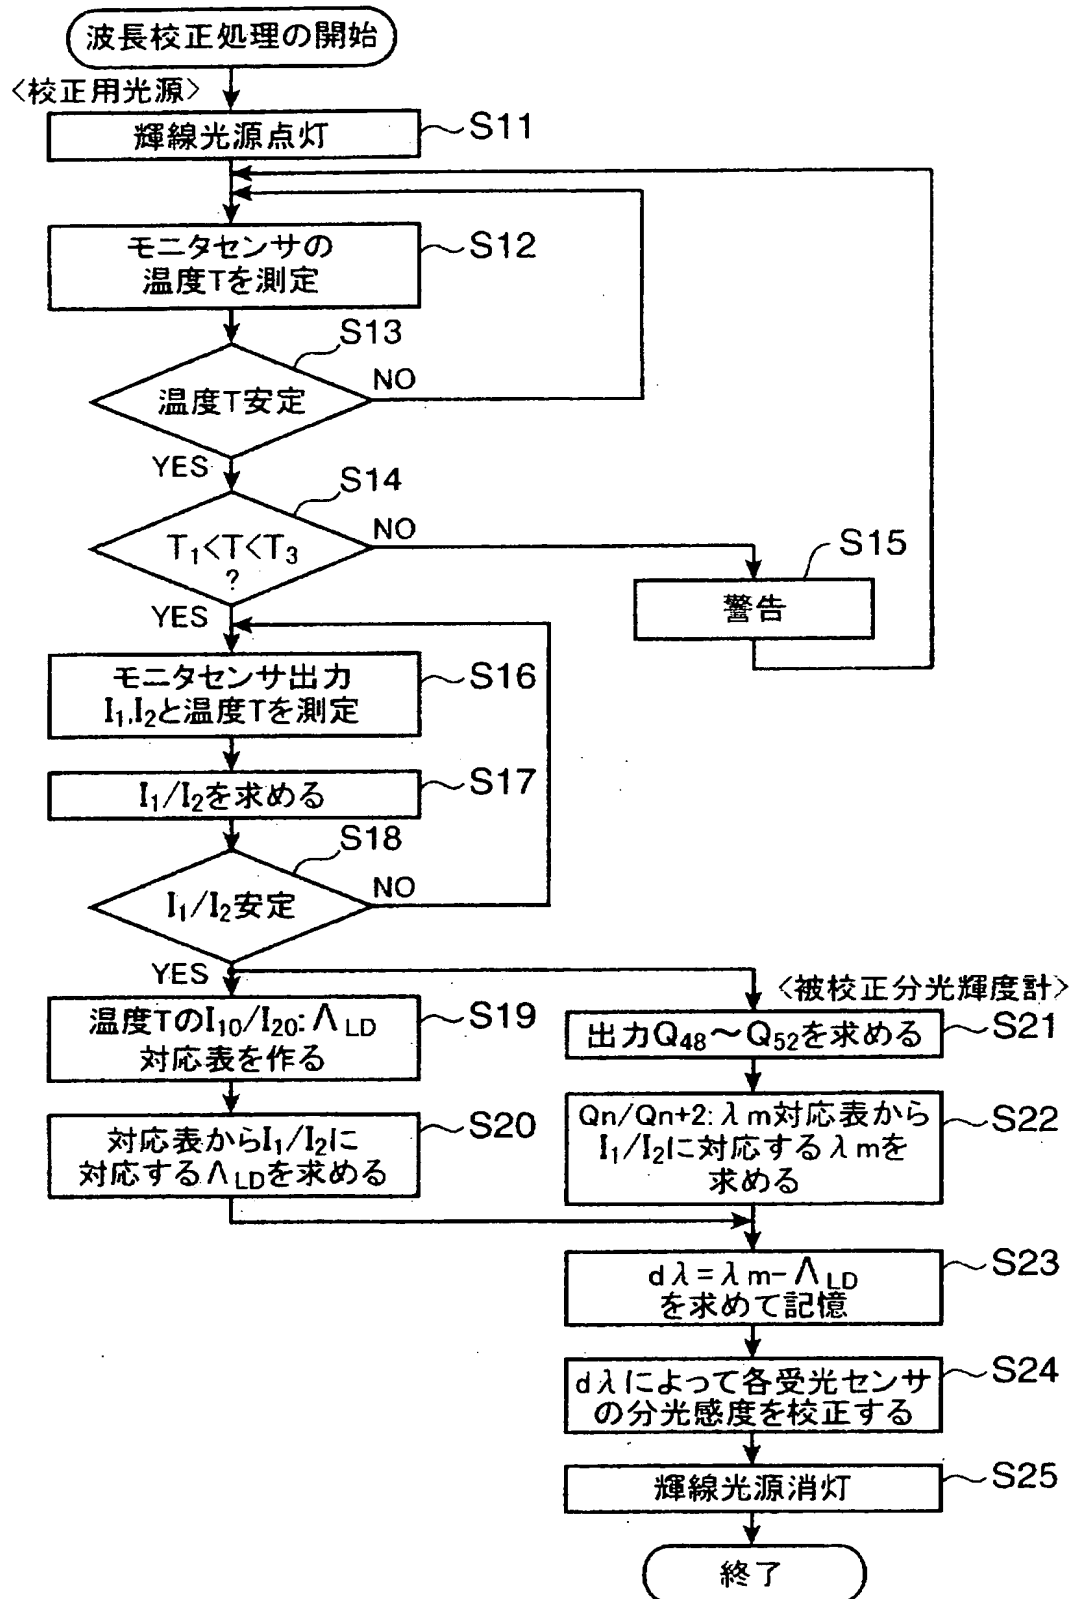 波長校正処理の開始
〈校正用光源〉
輝線光源点灯
S11
モニタセンサの
温度Tを測定
S12
S13
温度T安定
NO
YES
S14
T1<T<T3
?
NO
YES
S15
警告
モニタセンサ出力
I1,I2と温度Tを測定
S16
I1/I2を求める
S17
S18
I1/I2安定
NO
YES
温度TのI10/I20:ΛLD
対応表を作る
S19
対応表からI1/I2に
対応するΛLDを求める
S20
〈被校正分光輝度計〉
出力Q48〜Q52を求める
S21
Qn/Qn+2:λm対応表から
I1/I2に対応するλmを
求める
S22
dλ=λm-ΛLD
を求めて記憶
S23
dλによって各受光センサ
の分光感度を校正する
S24
輝線光源消灯
S25
終了